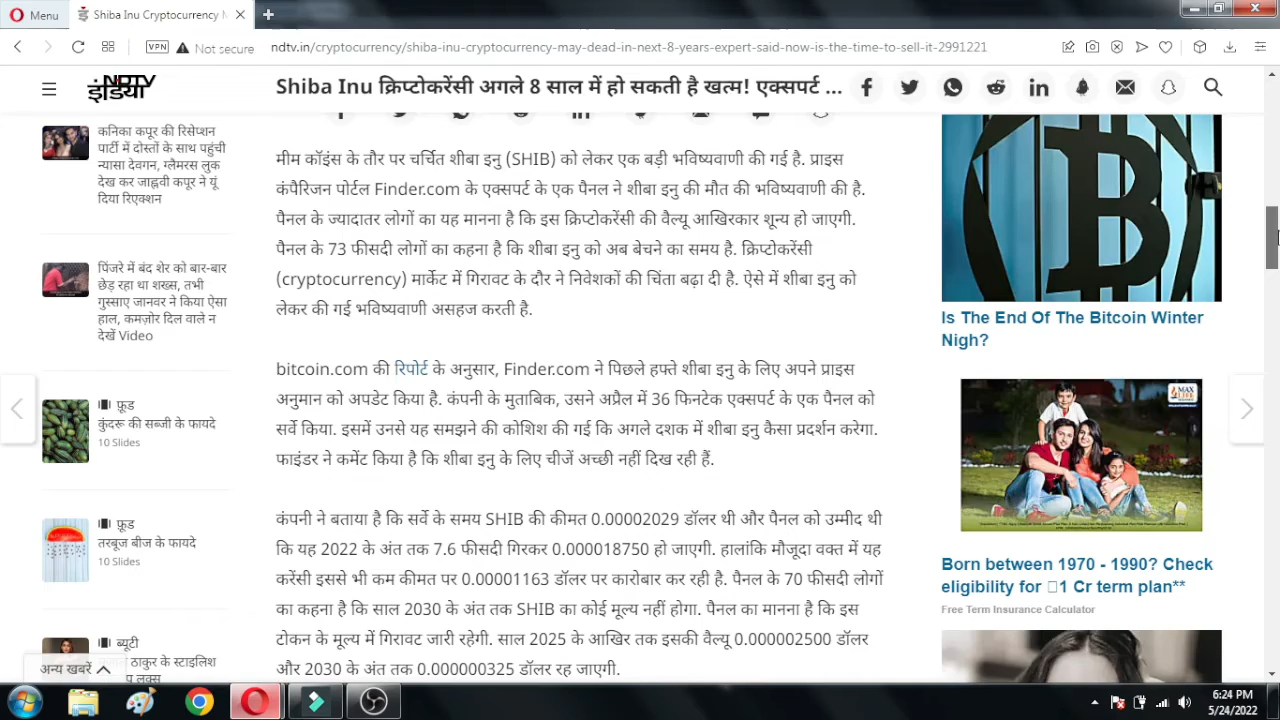 Menu
Shiba Inu Cryptocurrency M
VPN
Not secure
ndtv.in/cryptocurrency/shiba-inu-cryptocurrency-may-dead-in-next-8-years-expert-said-now-is-the-time-to-sell-it-2991221
NDTV
इंडिया
Shiba Inu क्रिप्टोकरेंसी अगले 8 साल में हो सकती है खत्म! एक्सपर्ट ...
कनिका कपूर की रिसेप्शन
पार्टी में दोस्तों के साथ पहुंची
न्यासा देवगन, ग्लैमरस लुक
देख कर जाह्नवी कपूर ने यूं
दिया रिएक्शन
पिंजरे में बंद शेर को बार-बार
छेड़ रहा था शख्स, तभी
गुस्साए जानवर ने किया ऐसा
हाल, कमज़ोर दिल वाले न
देखें Video
फ़ूड
कुंदरू की सब्जी के फायदे
10 Slides
फ़ूड
तरबूज बीज के फायदे
10 Slides
ब्यूटी
ठाकुर के स्टाइलिश
लुक्स
अन्य खबरें
मीम कॉइंस के तौर पर चर्चित शीबा इनु (SHIB) को लेकर एक बड़ी भविष्यवाणी की गई है. प्राइस
कंपैरिजन पोर्टल Finder.com के एक्सपर्ट के एक पैनल ने शीबा इनु की मौत की भविष्यवाणी की है.
पैनल के ज्यादातर लोगों का यह मानना है कि इस क्रिप्टोकरेंसी की वैल्यू आखिरकार शून्य हो जाएगी.
पैनल के 73 फीसदी लोगों का कहना है कि शीबा इनु को अब बेचने का समय है. क्रिप्टोकरेंसी
(cryptocurrency) मार्केट में गिरावट के दौर ने निवेशकों की चिंता बढ़ा दी है. ऐसे में शीबा इनु को
लेकर की गई भविष्यवाणी असहज करती है.
bitcoin.com की रिपोर्ट के अनुसार, Finder.com ने पिछले हफ्ते शीबा इनु के लिए अपने प्राइस
अनुमान को अपडेट किया है. कंपनी के मुताबिक, उसने अप्रैल में 36 फिनटेक एक्सपर्ट के एक पैनल को
सर्वे किया. इसमें उनसे यह समझने की कोशिश की गई कि अगले दशक में शीबा इनु कैसा प्रदर्शन करेगा.
फाइंडर ने कमेंट किया है कि शीबा इनु के लिए चीजें अच्छी नहीं दिख रही हैं.
कंपनी ने बताया है कि सर्वे के समय SHIB की कीमत 0.00002029 डॉलर थी और पैनल को उम्मीद थी
कि यह 2022 के अंत तक 7.6 फीसदी गिरकर 0.000018750 हो जाएगी. हालांकि मौजूदा वक्त में यह
करेंसी इससे भी कम कीमत पर 0.00001163 डॉलर पर कारोबार कर रही है. पैनल के 70 फीसदी लोगों
का कहना है कि साल 2030 के अंत तक SHIB का कोई मूल्य नहीं होगा. पैनल का मानना है कि इस
टोकन के मूल्य में गिरावट जारी रहेगी. साल 2025 के आखिर तक इसकी वैल्यू 0.000002500 डॉलर
और 2030 के अंत तक 0.000000325 डॉलर रह जाएगी.
Is The End Of The Bitcoin Winter
Nigh?
Born between 1970 - 1990? Check
eligibility for 1 Cr term plan**
Free Term Insurance Calculator
6:24 PM
5/24/2022